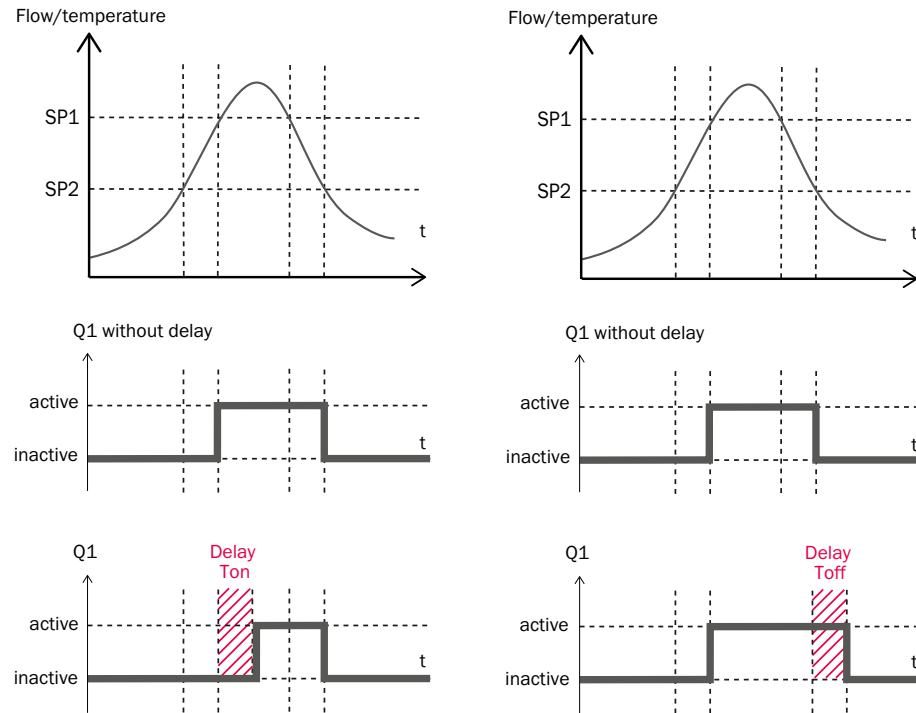 Flow/temperature
SP1
SP2
t
Q1 without delay
active
inactive
t
Q1
Delay
Ton
active
inactive
t
Flow/temperature
SP1
SP2
t
Q1 without delay
active
inactive
t
Q1
Delay
Toff
active
inactive
t